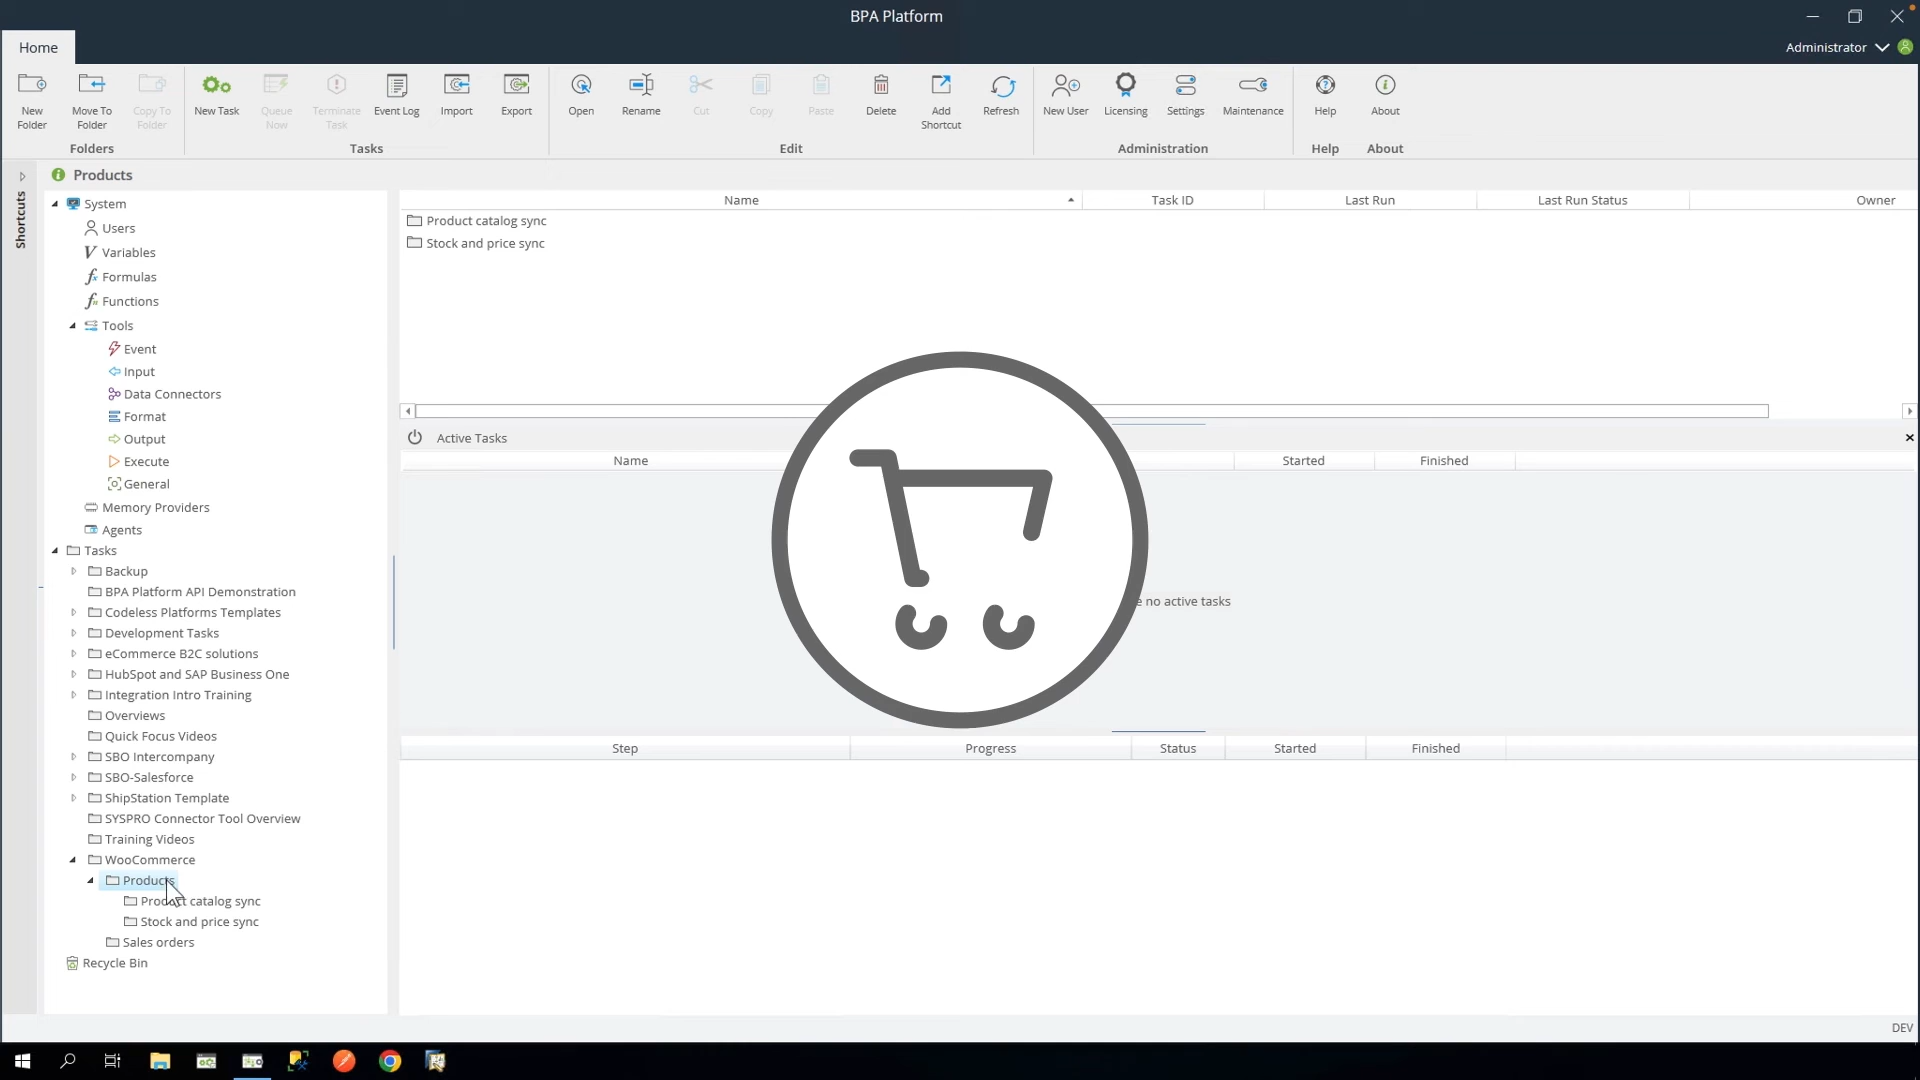 BPA Platform
Home
Administrator
New Folder
Move To Folder
Copy To Folder
Folders
New Task
Queue Now
Terminate Task
Event Log
Import
Export
Tasks
Open
Rename
Cut
Copy
Paste
Delete
Add Shortcut
Refresh
Edit
New User
Licensing
Settings
Maintenance
Administration
Help
Help
About
About
Shortcuts
Products
System
Users
Variables
Formulas
Functions
Tools
Event
Input
Data Connectors
Format
Output
Execute
General
Memory Providers
Agents
Tasks
Backup
BPA Platform API Demonstration
Codeless Platforms Templates
Development Tasks
eCommerce B2C solutions
HubSpot and SAP Business One
Integration Intro Training
Overviews
Quick Focus Videos
SBO Intercompany
SBO-Salesforce
ShipStation Template
SYSPRO Connector Tool Overview
Training Videos
WooCommerce
Products
Product catalog sync
Stock and price sync
Sales orders
Recycle Bin
Name Task ID Last Run Last Run Status Owner
Product catalog sync
Stock and price sync
Active Tasks
Name Started Finished
no active tasks
Step Progress Status Started Finished
DEV